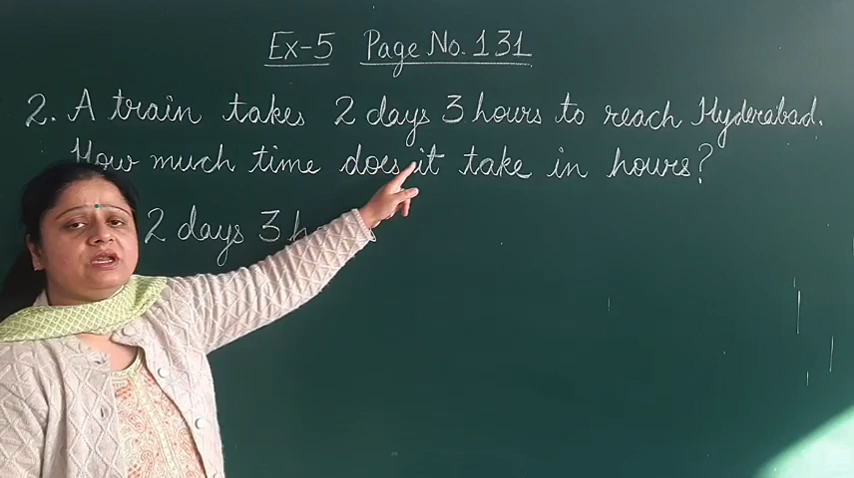 Ex-5 Page No. 131
2. A train takes 2 days 3 hours to reach Hyderabad.
How much time does it take in hours?
2 days 3